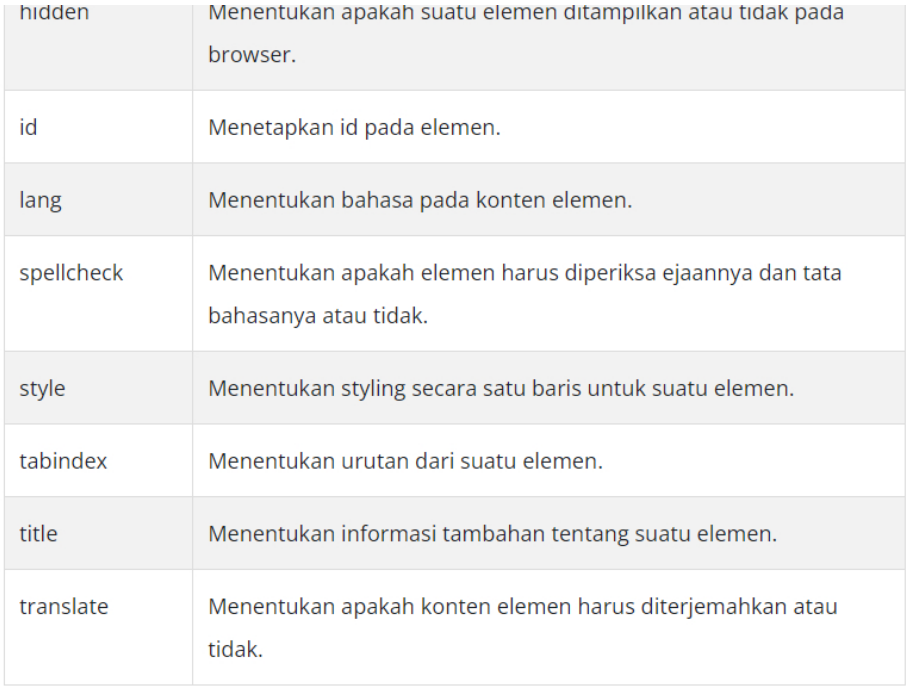 hidden Menentukan apakah suatu elemen ditampilkan atau tidak pada
browser.
id Menetapkan id pada elemen.
lang Menentukan bahasa pada konten elemen.
spellcheck Menentukan apakah elemen harus diperiksa ejaannya dan tata
bahasanya atau tidak.
style Menentukan styling secara satu baris untuk suatu elemen.
tabindex Menentukan urutan dari suatu elemen.
title Menentukan informasi tambahan tentang suatu elemen.
translate Menentukan apakah konten elemen harus diterjemahkan atau
tidak.